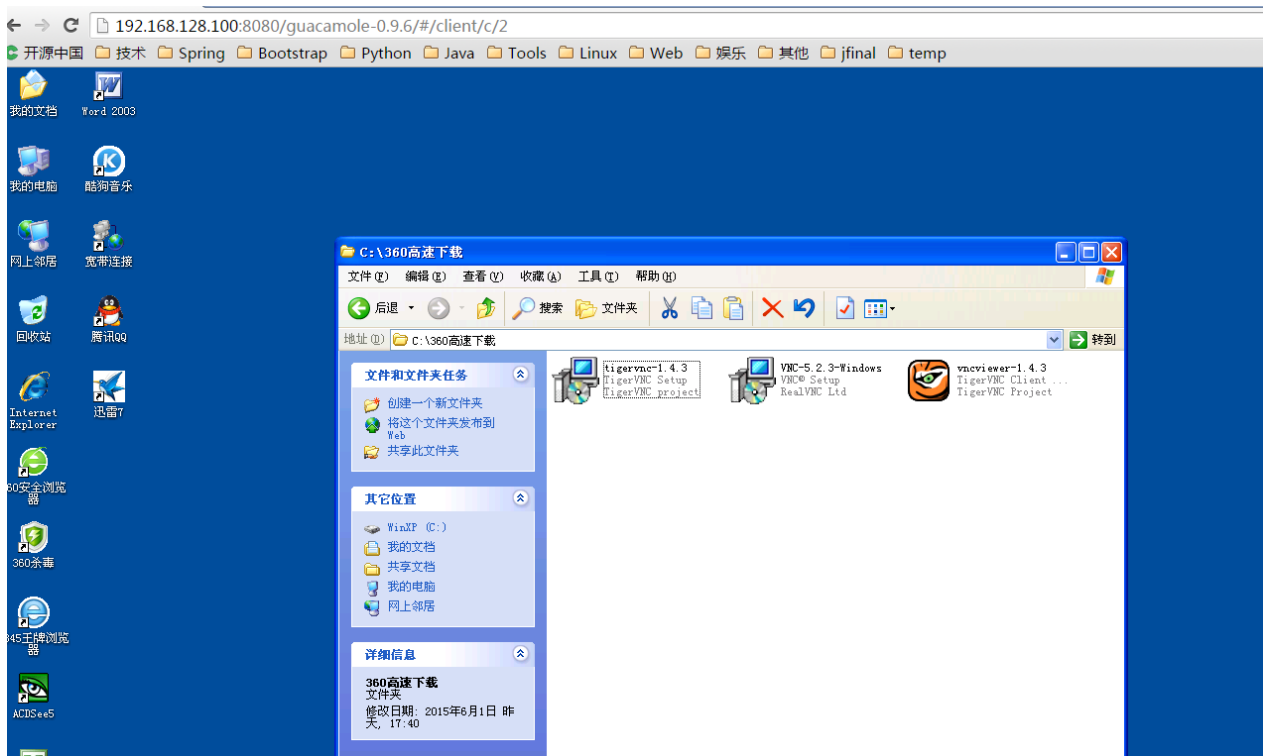 192.168.128.100:8080/guacamole-0.9.6/#/client/c/2
开源中国 技术 Spring Bootstrap Python Java Tools Linux Web 娱乐 其他 jfinal temp
我的文档
Word 2003
我的电脑
酷狗音乐
网上邻居
宽带连接
回收站
腾讯QQ
Internet
Explorer
迅雷7
60安全浏览
器
360杂毒
345王牌浏览
器
ACDSee5
C:\360高速下载
文件(F) 编辑(E) 查看(V) 收藏(A) 工具(T) 帮助(H)
后退 搜索 文件夹
地址(D) C:\360高速下载 转到
文件和文件夹任务
创建一个新文件夹
将这个文件夹发布到
Web
共享此文件夹
其它位置
WinXP (C:)
我的文档
共享文档
我的电脑
网上邻居
详细信息
360高速下载
文件夹
修改日期: 2015年6月1日 昨
天, 17:40
tigervnc-1.4.3
TigerVNC Setup
TigerVNC project
VNC-5.2.3-Windows
VNC® Setup
RealVNC Ltd
vncviewer-1.4.3
TigerVNC Client ...
TigerVNC Project